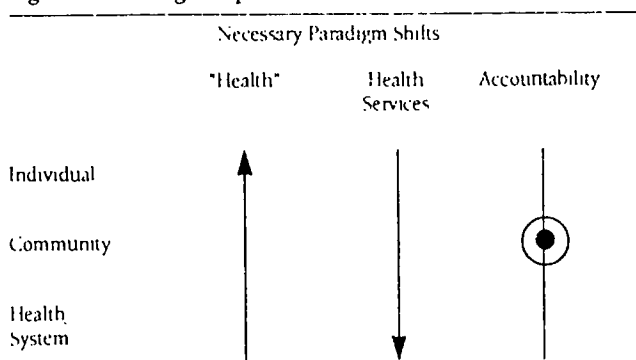 Necessary Paradigm Shifts
"Health" Health Services Accountability
Individual
Community
Health
System